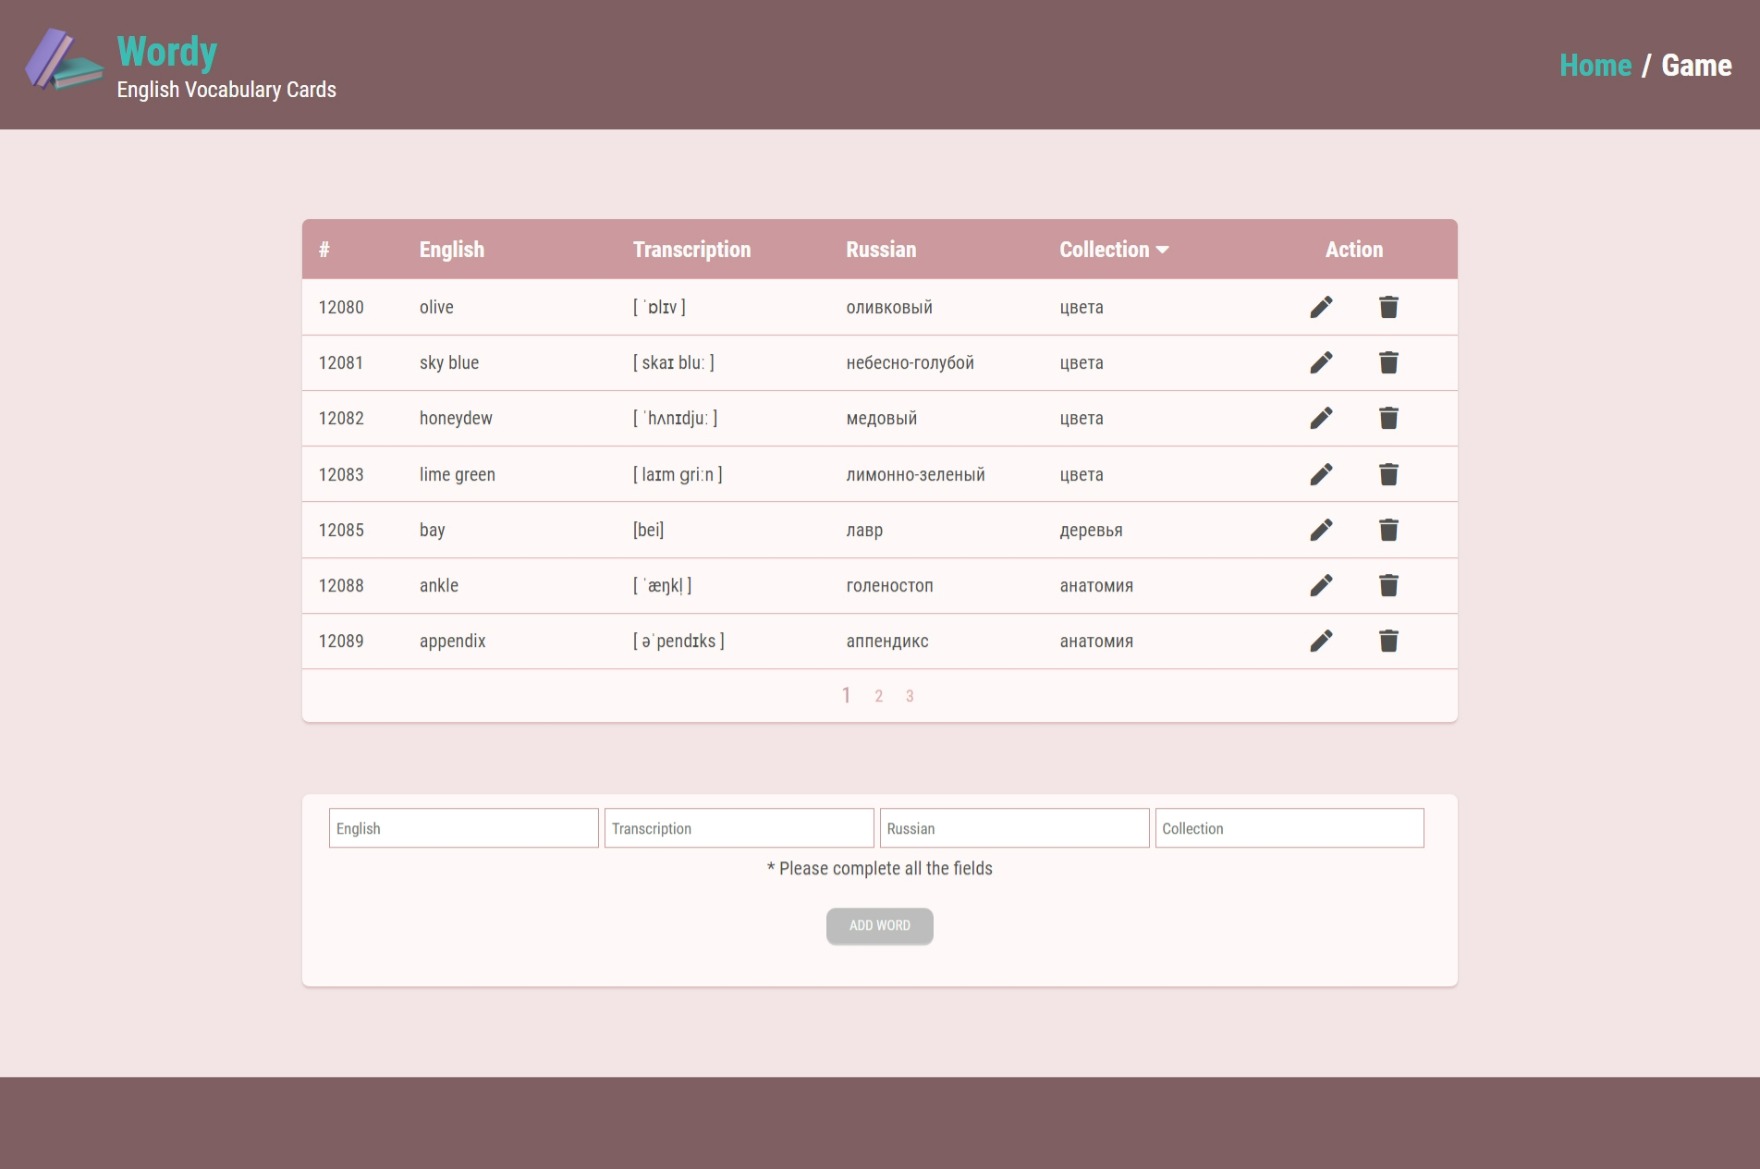 Wordy
English Vocabulary Cards
Home / Game
# English Transcription Russian Collection Action
12080 olive [ ˈɒlɪv ] оливковый цвета
12081 sky blue [ skaɪ bluː ] небесно-голубой цвета
12082 honeydew [ ˈhʌnɪdjuː ] медовый цвета
12083 lime green [ laɪm ɡriːn ] лимонно-зеленый цвета
12085 bay [bei] лавр деревья
12088 ankle [ ˈæŋkl̩ ] голеностоп анатомия
12089 appendix [ əˈpendɪks ] аппендикс анатомия
1 2 3
English Transcription Russian Collection
* Please complete all the fields
ADD WORD